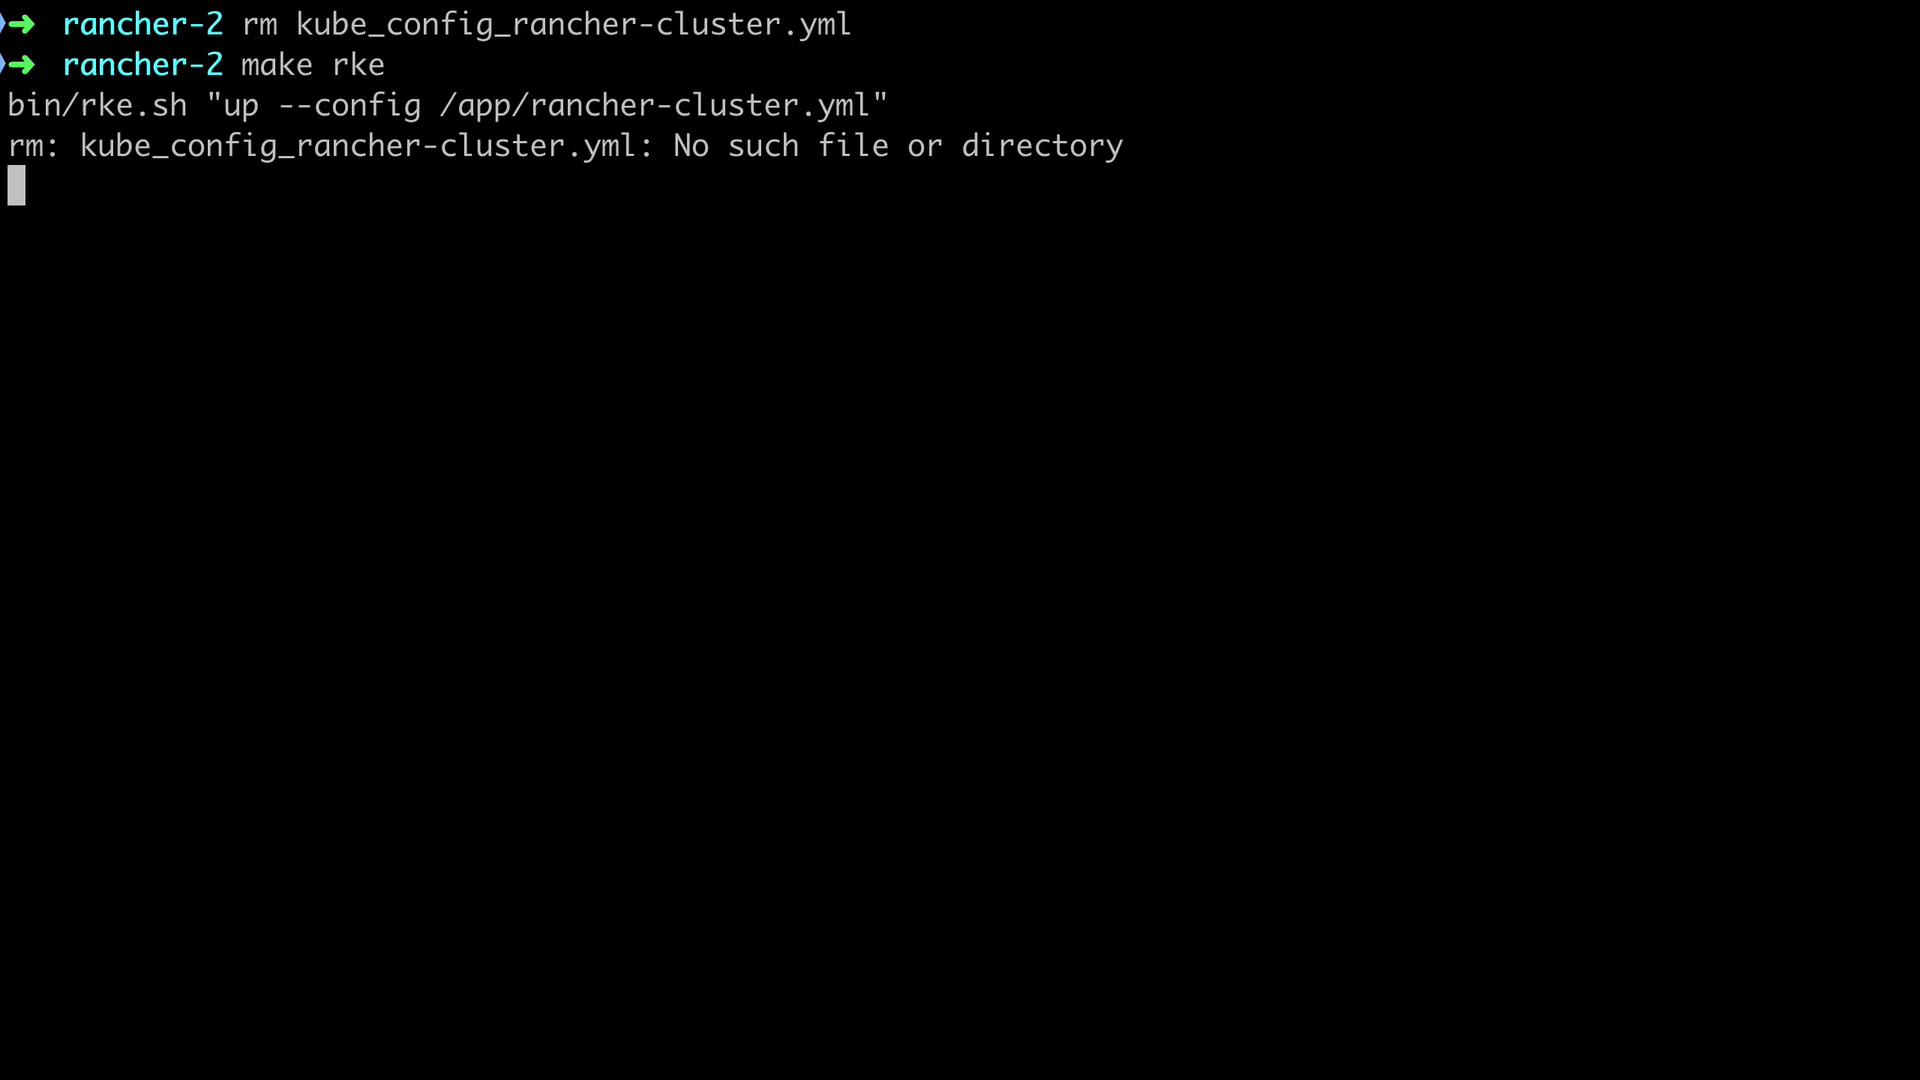 ➜ rancher-2 rm kube_config_rancher-cluster.yml
➜ rancher-2 make rke
bin/rke.sh "up --config /app/rancher-cluster.yml"
rm: kube_config_rancher-cluster.yml: No such file or directory